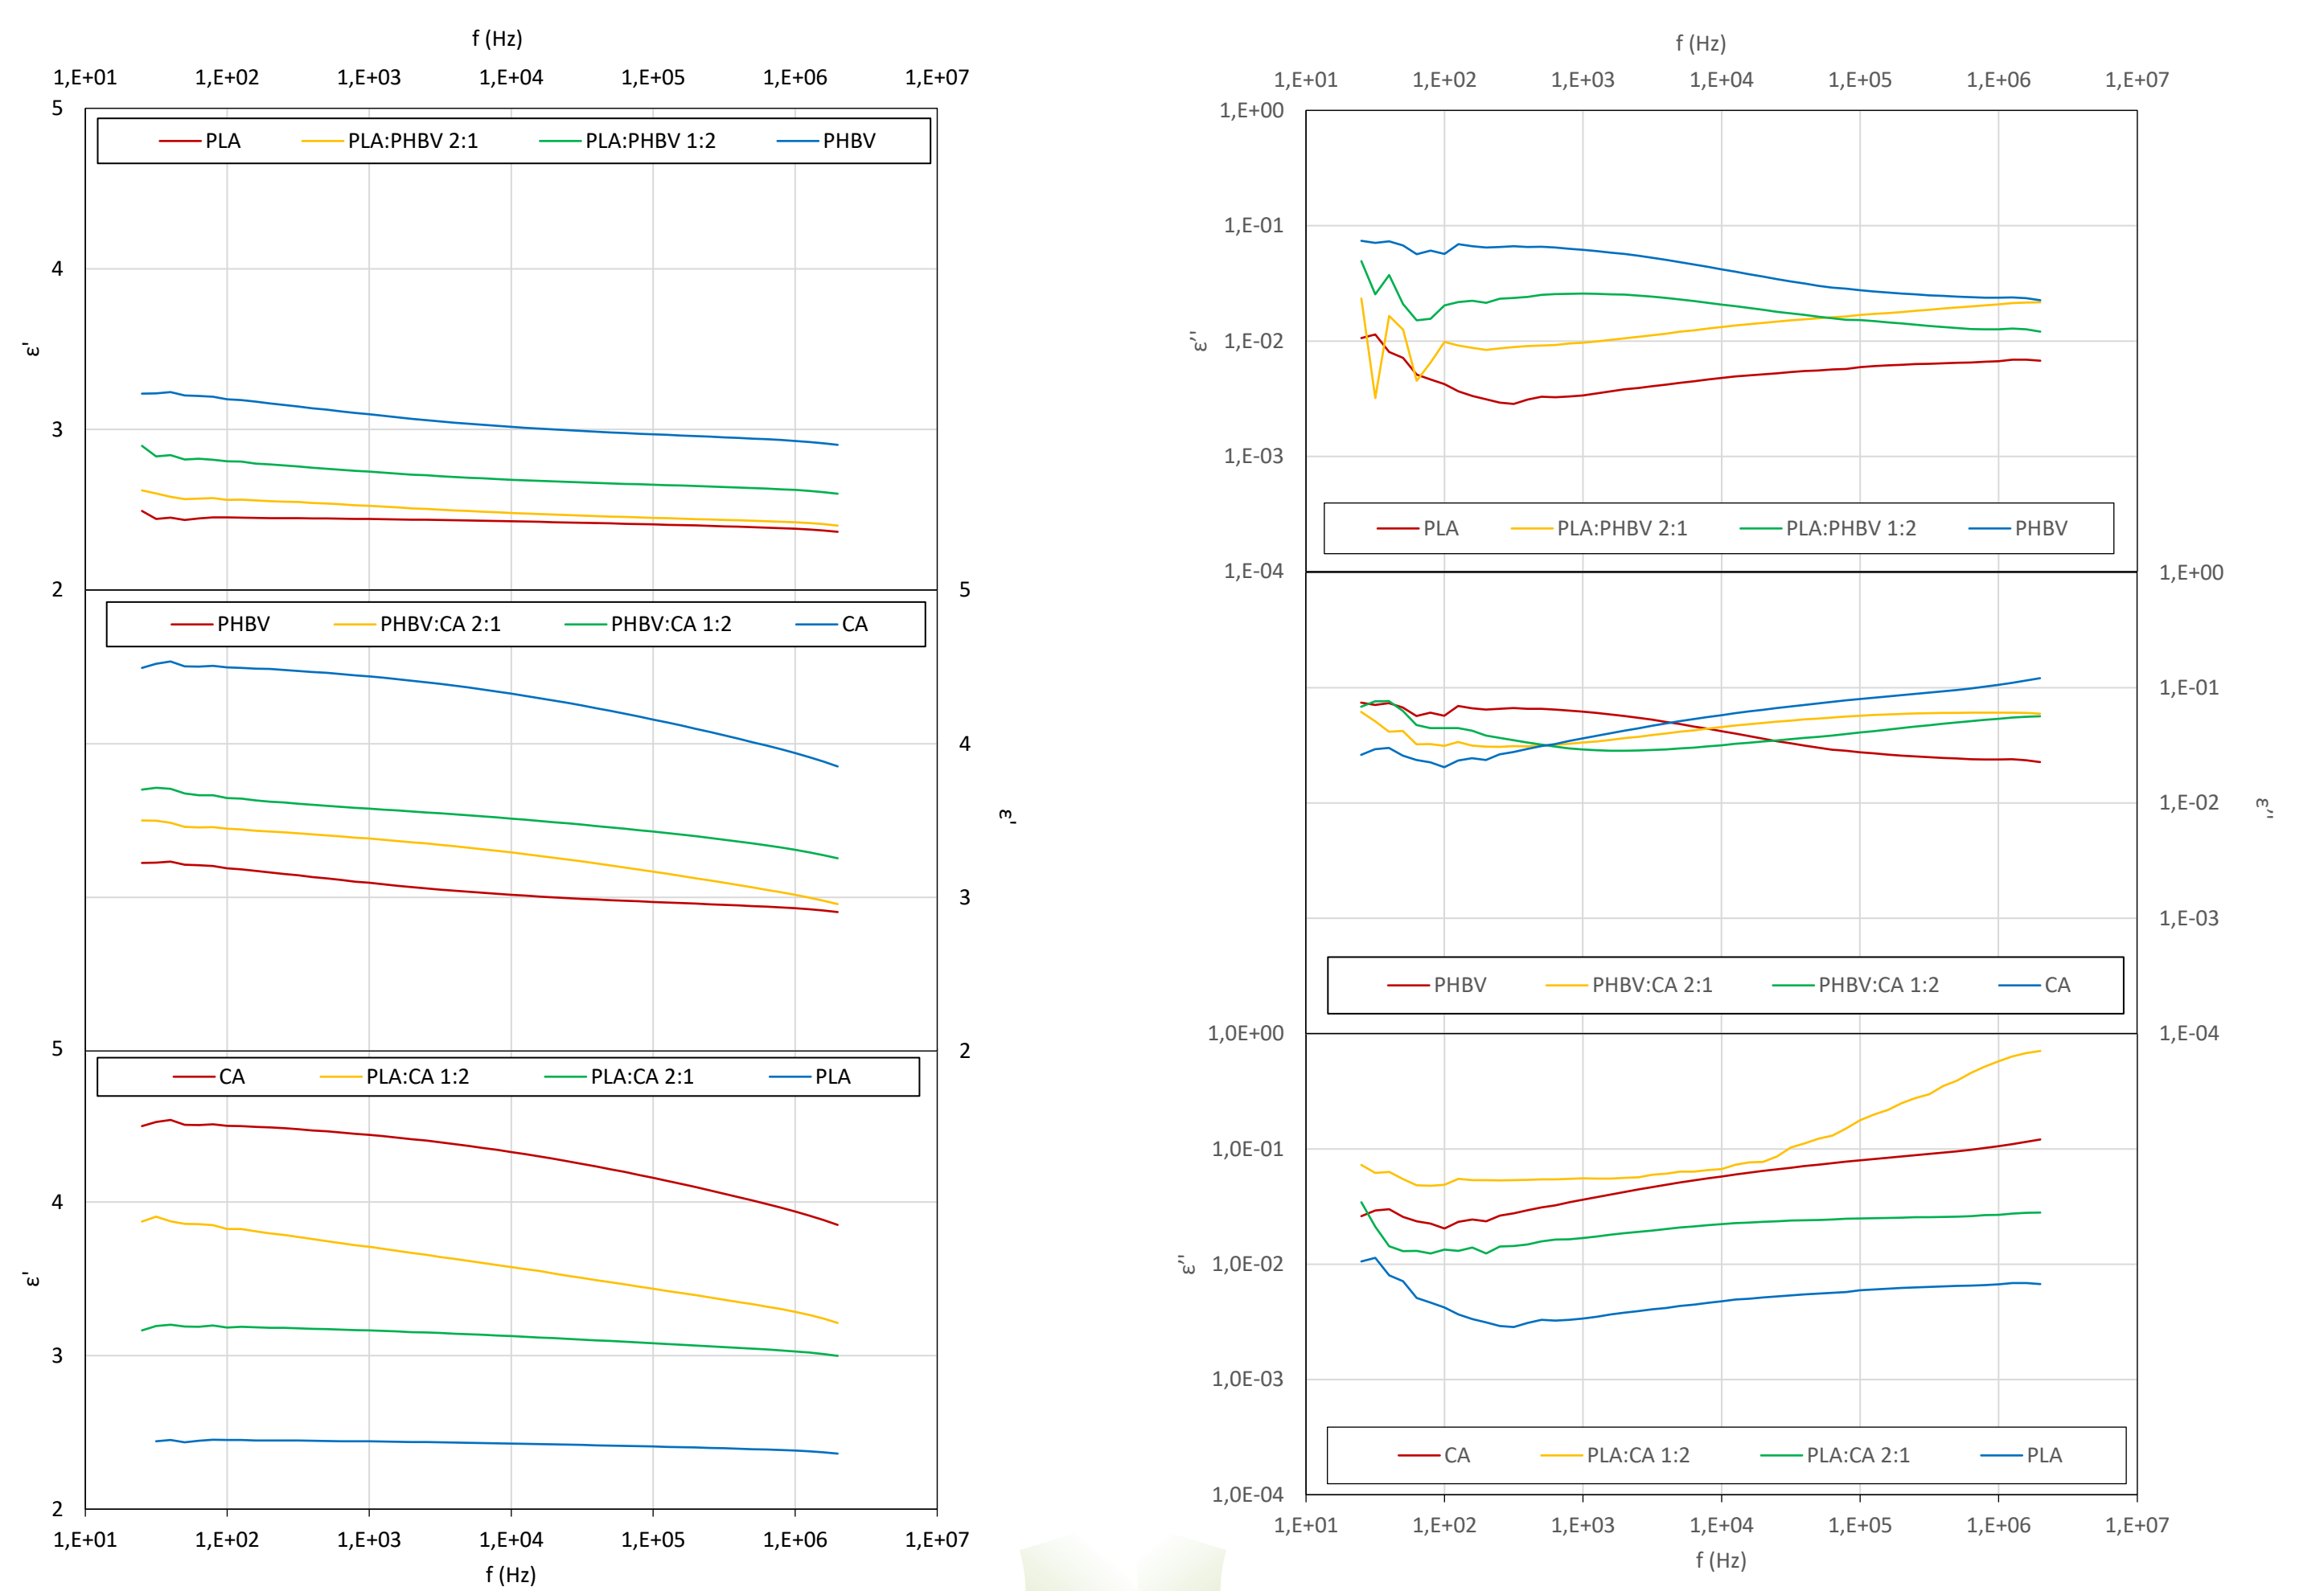 f (Hz)
1,E+01 1,E+02 1,E+03 1,E+04 1,E+05 1,E+06 1,E+07
5
PLA PLA:PHBV 2:1 PLA:PHBV 1:2 PHBV
4
ε'
3
2 5
PHBV PHBV:CA 2:1 PHBV:CA 1:2 CA
4
ε'
3
5 2
CA PLA:CA 1:2 PLA:CA 2:1 PLA
4
ε'
3
2
1,E+01 1,E+02 1,E+03 1,E+04 1,E+05 1,E+06 1,E+07
f (Hz)
f (Hz)
1,E+01 1,E+02 1,E+03 1,E+04 1,E+05 1,E+06 1,E+07
1,E+00
1,E-01
ε''
1,E-02
1,E-03
PLA PLA:PHBV 2:1 PLA:PHBV 1:2 PHBV
1,E-04 1,E+00
1,E-01
1,E-02
ε''
1,E-03
PHBV PHBV:CA 2:1 PHBV:CA 1:2 CA
1,0E+00 1,E-04
1,0E-01
ε''
1,0E-02
1,0E-03
CA PLA:CA 1:2 PLA:CA 2:1 PLA
1,0E-04
1,E+01 1,E+02 1,E+03 1,E+04 1,E+05 1,E+06 1,E+07
f (Hz)